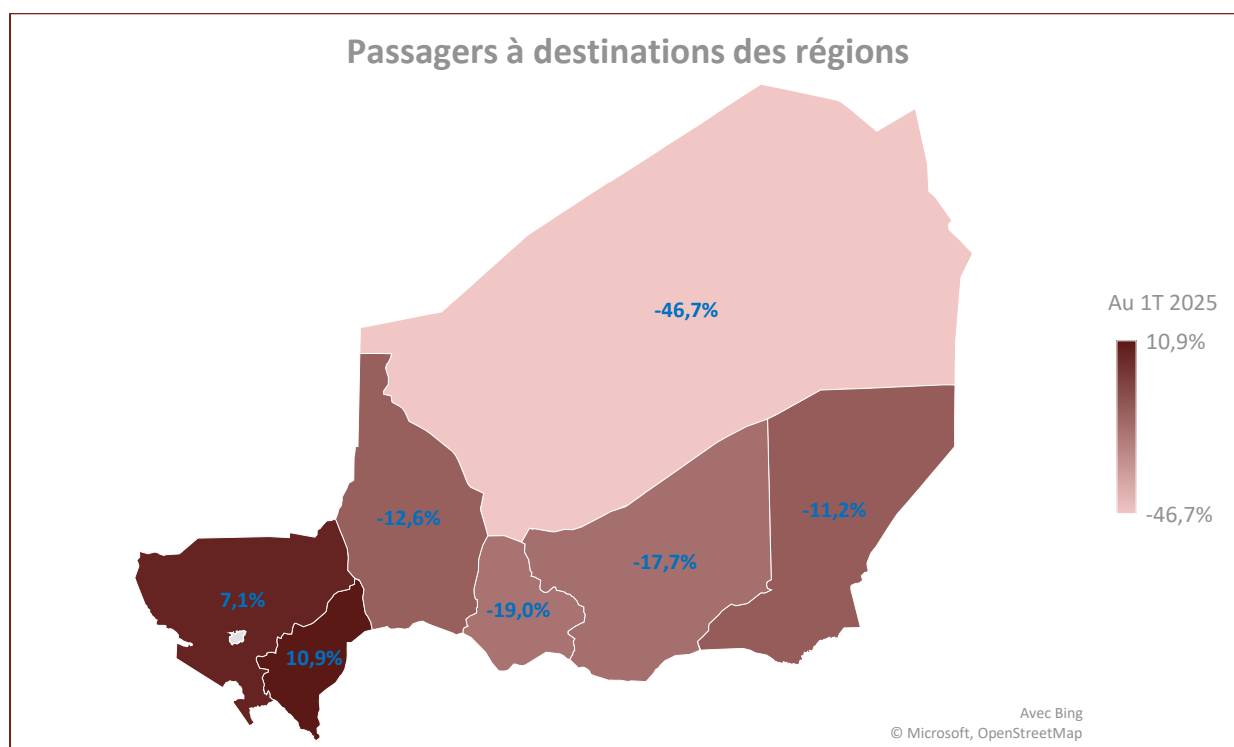 Passagers à destinations des régions
-46,7%
Au 1T 2025
10,9%
-46,7%
-12,6%
-11,2%
-17,7%
7,1%
-19,0%
10,9%
Avec Bing
© Microsoft, OpenStreetMap